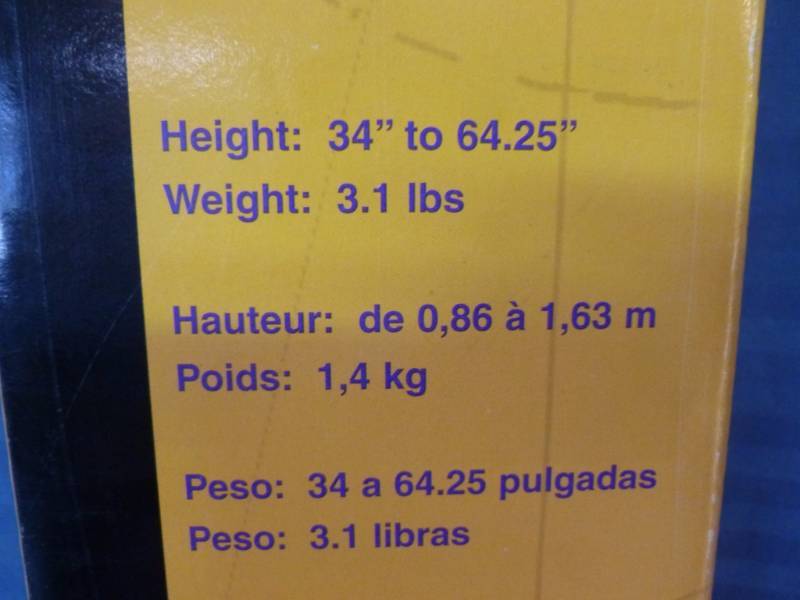 Height: 34” to 64.25”
Weight: 3.1 lbs
Hauteur: de 0,86 à 1,63 m
Poids: 1,4 kg
Peso: 34 a 64.25 pulgadas
Peso: 3.1 libras